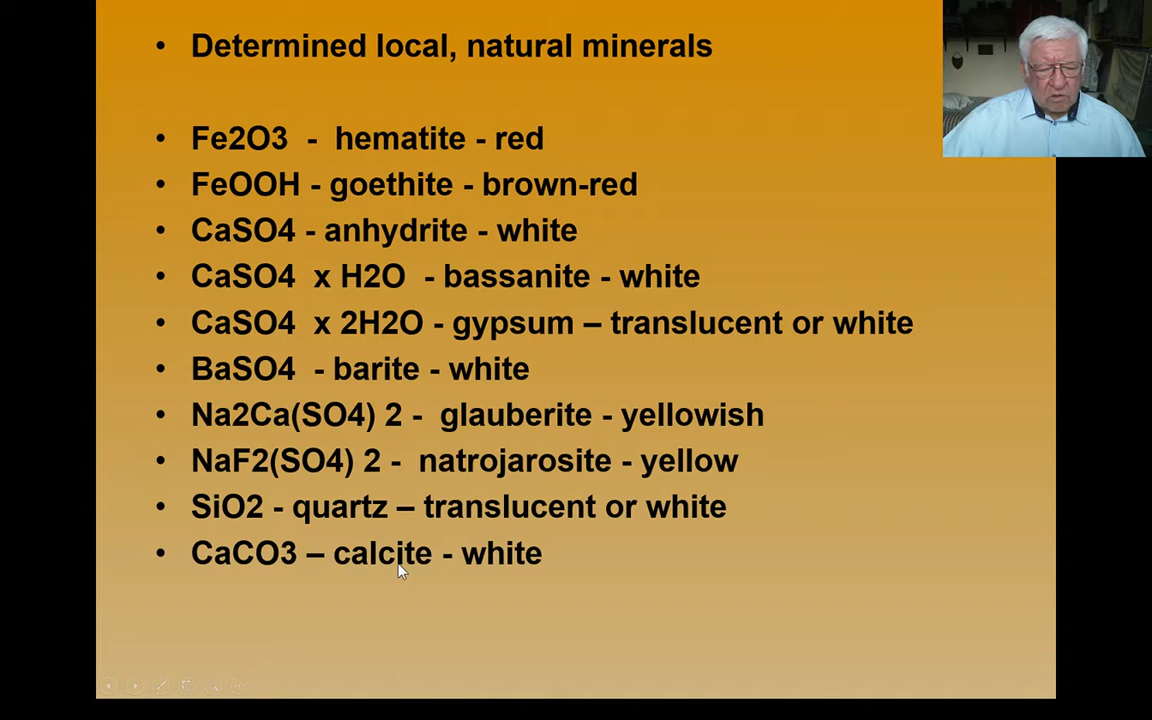 • Determined local, natural minerals
• Fe2O3 - hematite - red
• FeOOH - goethite - brown-red
• CaSO4 - anhydrite - white
• CaSO4 x H2O - bassanite - white
• CaSO4 x 2H2O - gypsum – translucent or white
• BaSO4 - barite - white
• Na2Ca(SO4) 2 - glauberite - yellowish
• NaF2(SO4) 2 - natrojarosite - yellow
• SiO2 - quartz – translucent or white
• CaCO3 – calcite - white